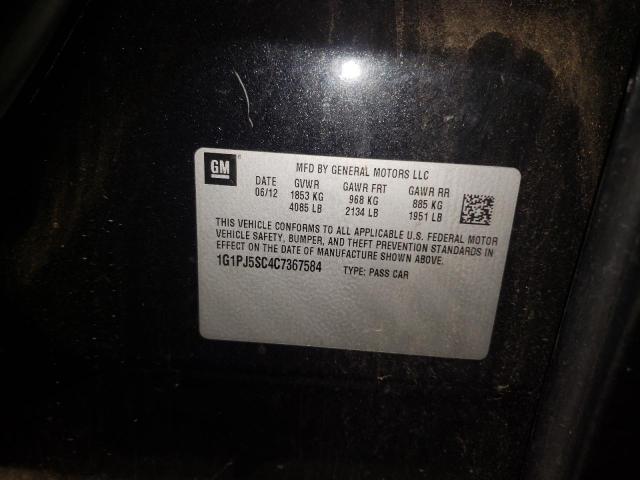 GM ®
MFD BY GENERAL MOTORS LLC
DATE GVWR GAWR FRT GAWR RR
06/12 1853 KG 968 KG 885 KG
4085 LB 2134 LB 1951 LB
THIS VEHICLE CONFORMS TO ALL APPLICABLE U.S. FEDERAL MOTOR
VEHICLE SAFETY, BUMPER, AND THEFT PREVENTION STANDARDS IN
EFFECT ON THE DATE OF MANUFACTURE SHOWN ABOVE.
1G1PJ5SC4C7367584 TYPE: PASS CAR